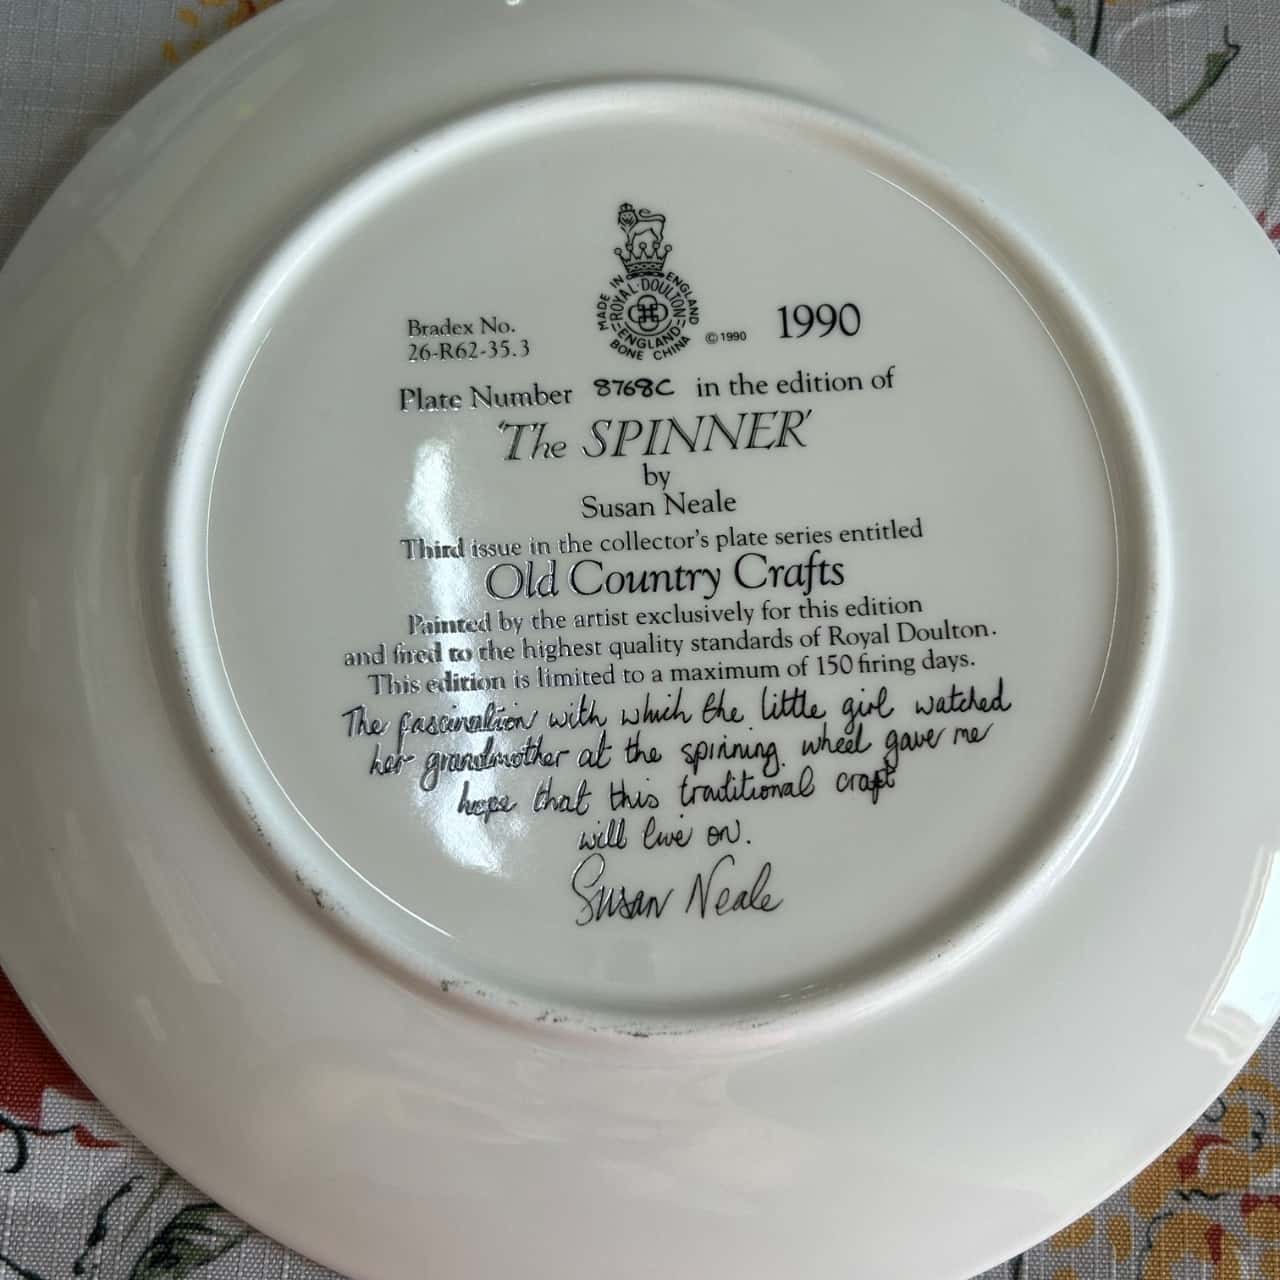 MADE IN ENGLAND
ROYAL·DOULTON
ENGLAND
BONE CHINA
© 1990
1990
Bradex No.
26-R62-35.3
Plate Number 8768C in the edition of
'The SPINNER'
by
Susan Neale
Third issue in the collector's plate series entitled
Old Country Crafts
Painted by the artist exclusively for this edition
and fired to the highest quality standards of Royal Doulton.
This edition is limited to a maximum of 150 firing days.
The fascination with which the little girl watched
her grandmother at the spinning wheel gave me
hope that this traditional craft
will live on.
Susan Neale